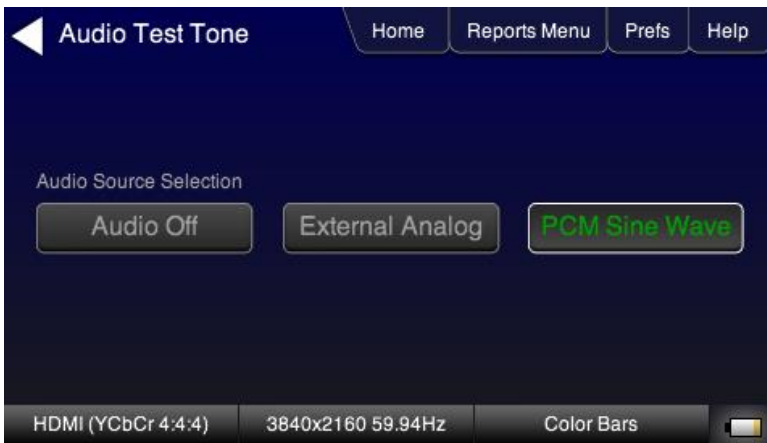 Audio Test Tone
Home
Reports Menu
Prefs
Help
Audio Source Selection
Audio Off
External Analog
PCM Sine Wave
HDMI (YCbCr 4:4:4)
3840x2160 59.94Hz
Color Bars